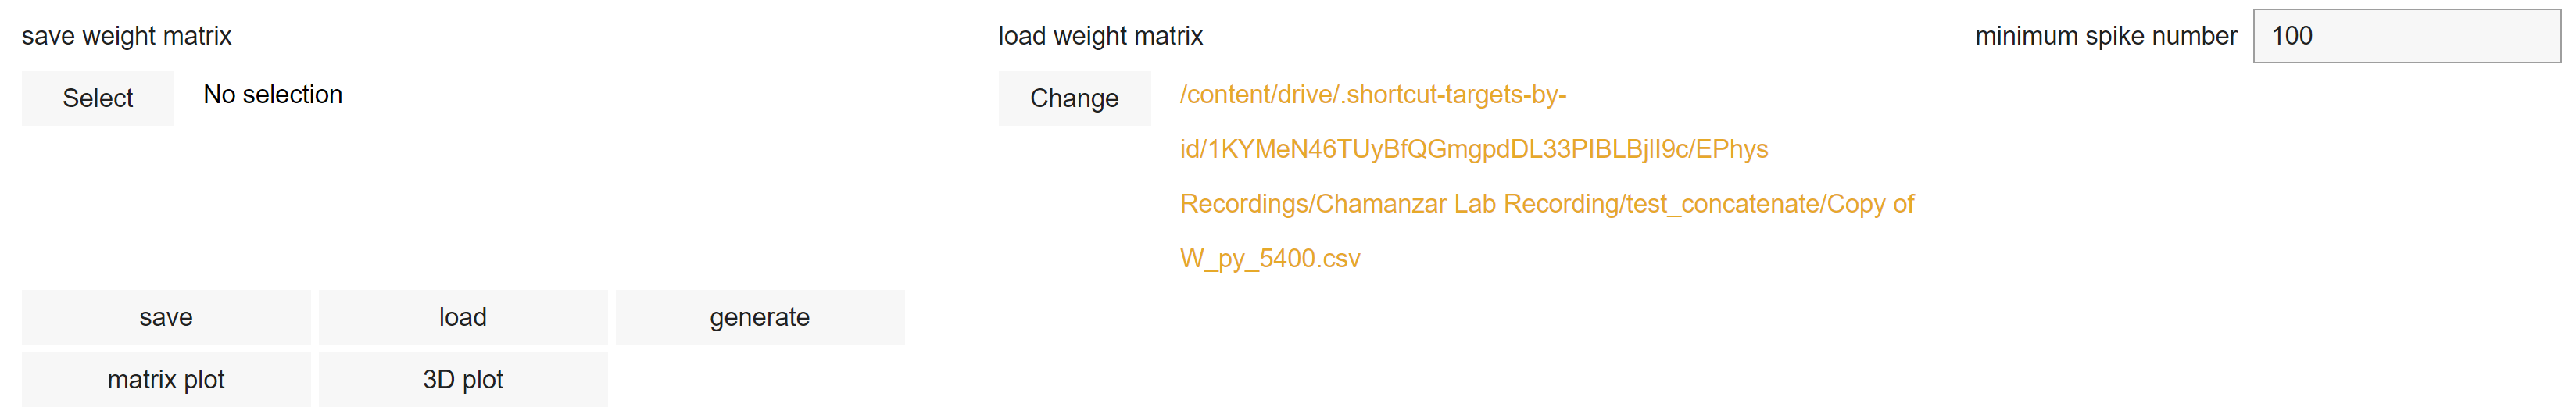 save weight matrix
load weight matrix
minimum spike number 100
Select No selection
Change /content/drive/.shortcut-targets-by-
id/1KYMeN46TUyBfQGmgpdDL33PIBLBjlI9c/EPhys
Recordings/Chamanzar Lab Recording/test_concatenate/Copy of
W_py_5400.csv
save load generate
matrix plot 3D plot